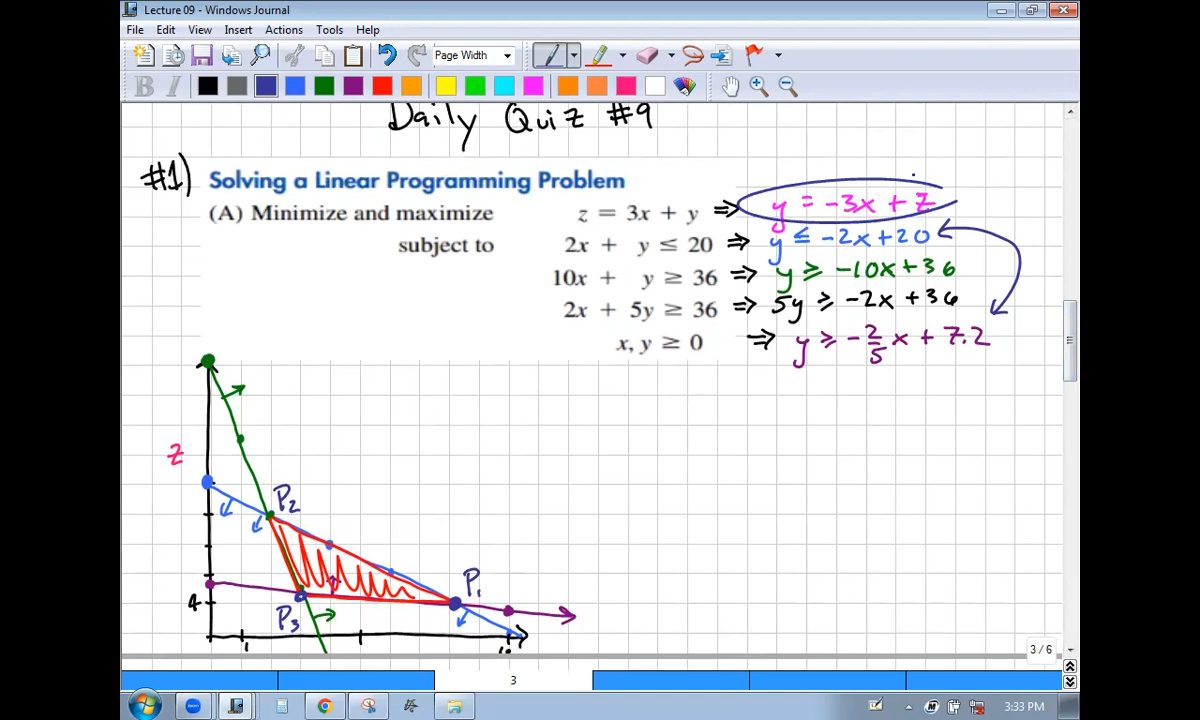 Lecture 09 - Windows Journal
File Edit View Insert Actions Tools Help
Page Width
B I
Daily Quiz #9
#1) Solving a Linear Programming Problem
(A) Minimize and maximize z = 3x + y ⇒ y = -3x + z
subject to 2x + y ≤ 20 ⇒ y ≤ -2x+20
10x + y ≥ 36 ⇒ y ≥ -10x+36
2x + 5y ≥ 36 ⇒ 5y ≥ -2x +36
x, y ≥ 0 ⇒ y ≥ -2/5 x + 7.2
z
P2
P1
4
P3
1
3 / 6
3
3:33 PM